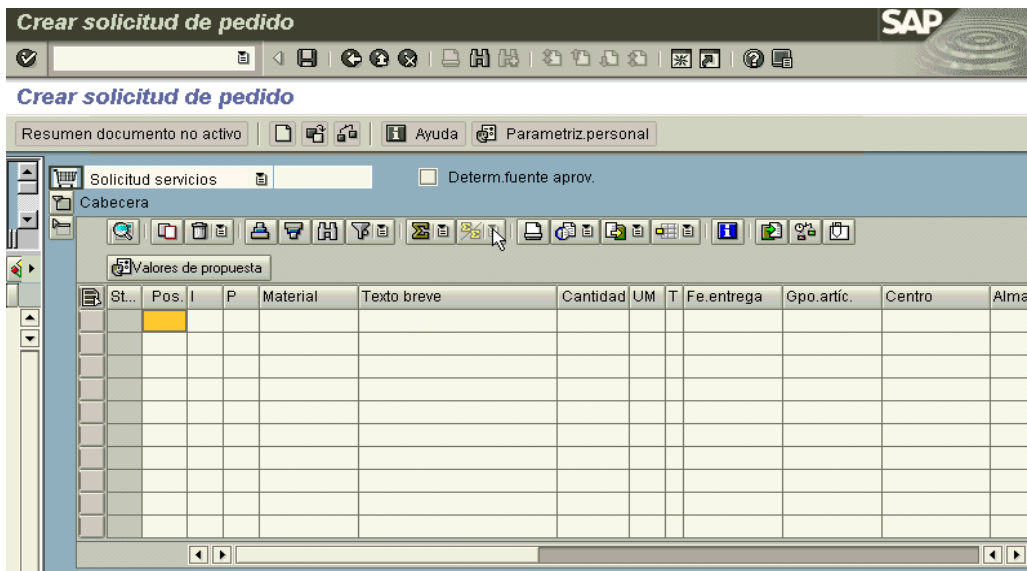 Crear solicitud de pedido SAP
Crear solicitud de pedido
Resumen documento no activo Ayuda Parametriz.personal
Solicitud servicios Determ.fuente aprov.
Cabecera
Valores de propuesta
St... Pos. I P Material Texto breve Cantidad UM T Fe.entrega Gpo.artíc. Centro Alma